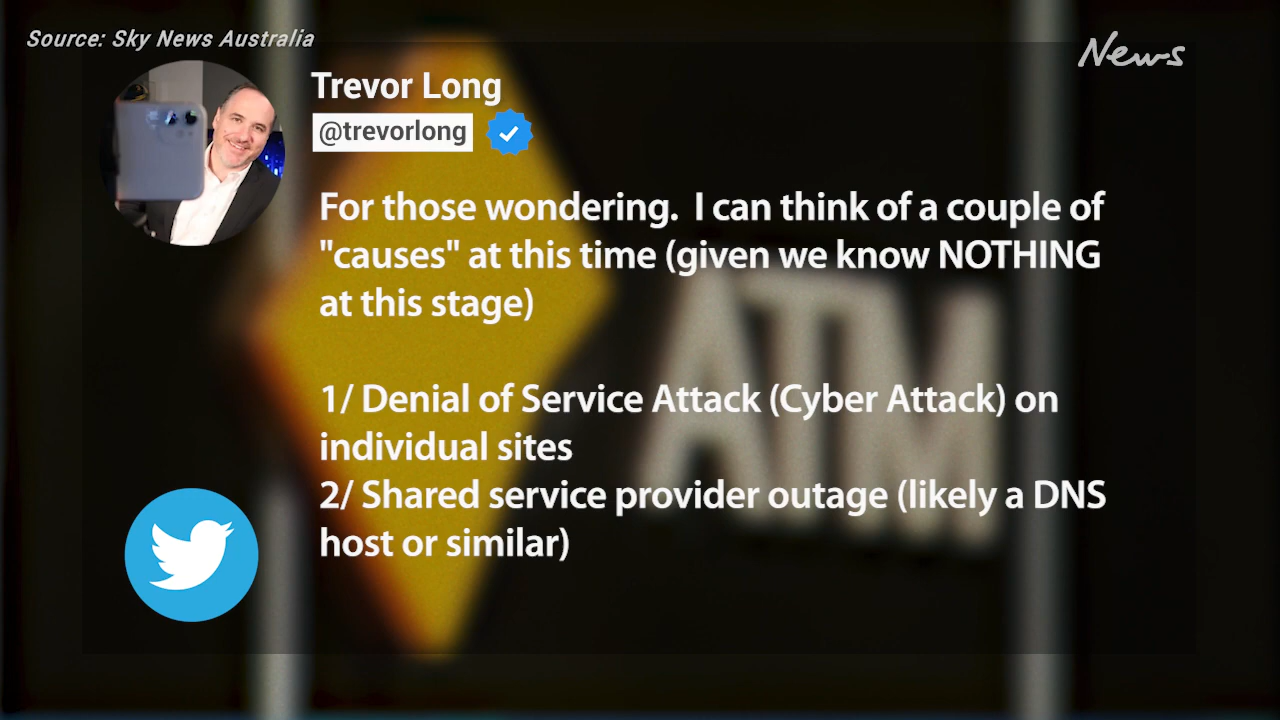 Source: Sky News Australia
News
Trevor Long
@trevorlong
For those wondering.  I can think of a couple of
"causes" at this time (given we know NOTHING
at this stage)
1/ Denial of Service Attack (Cyber Attack) on
individual sites
2/ Shared service provider outage (likely a DNS
host or similar)
ATM